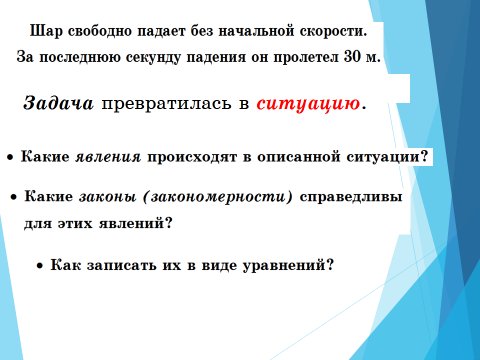 Шар свободно падает без начальной скорости.
За последнюю секунду падения он пролетел 30 м.
Задача превратилась в ситуацию.
• Какие явления происходят в описанной ситуации?
• Какие законы (закономерности) справедливы
для этих явлений?
• Как записать их в виде уравнений?